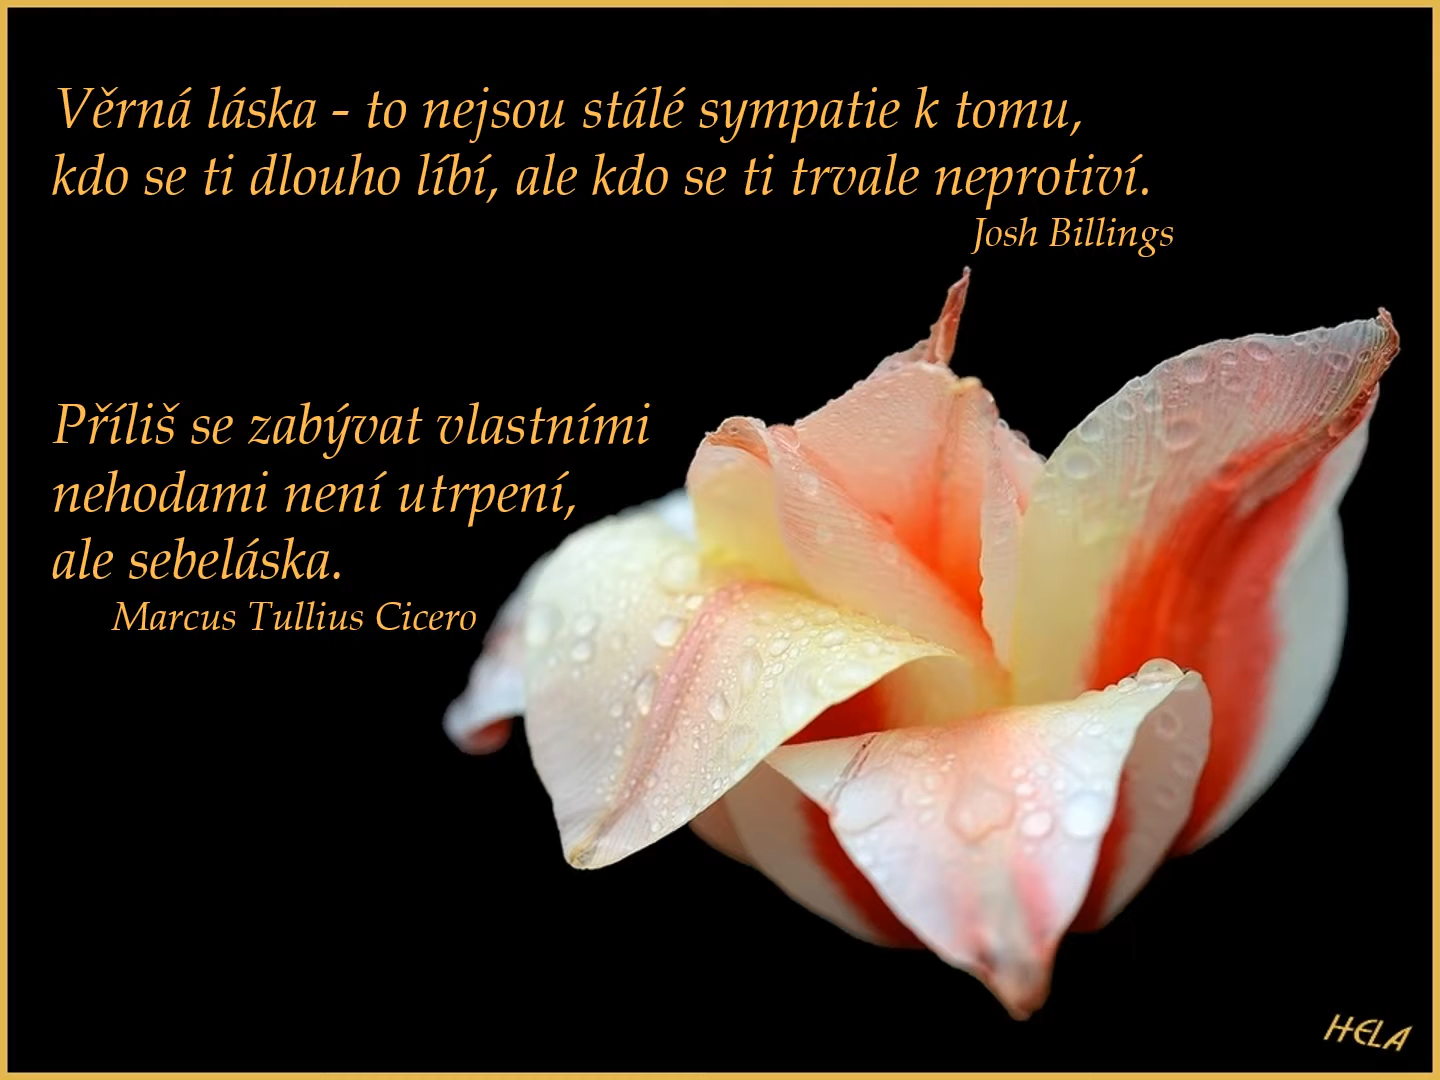 Věrná láska - to nejsou stálé sympatie k tomu,
kdo se ti dlouho líbí, ale kdo se ti trvale neprotiví.
Josh Billings
Příliš se zabývat vlastními
nehodami není utrpení,
ale sebeláska.
Marcus Tullius Cicero
HELA